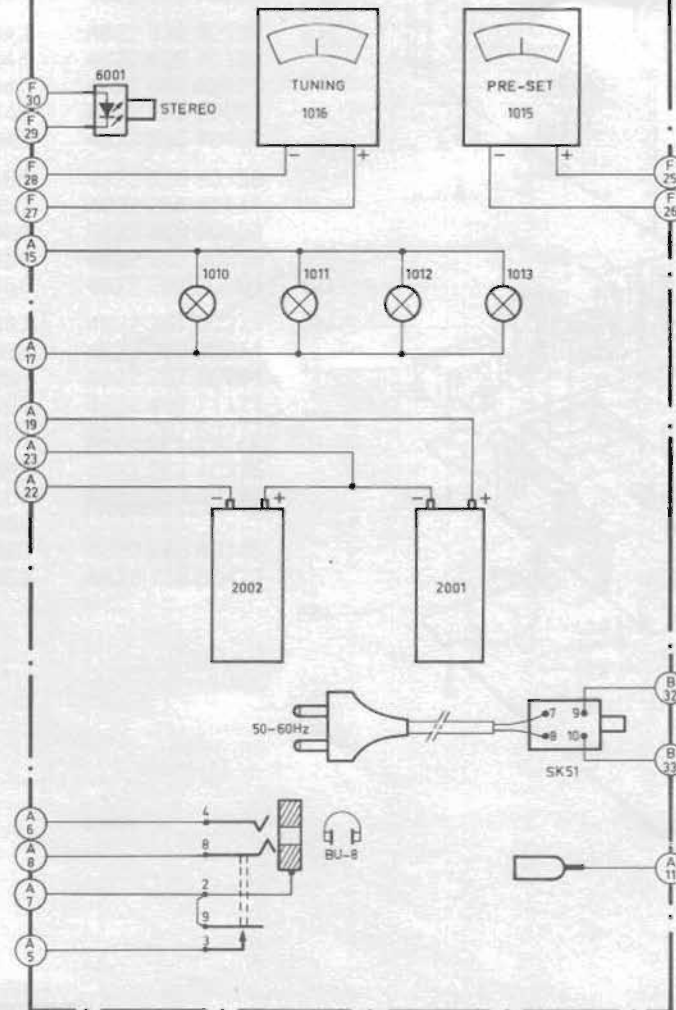 6001
STEREO
TUNING
1016
- +
PRE-SET
1015
- +
F
30
F
29
F
28
F
27
F
25
F
26
A
15
1010
1011
1012
1013
A
17
A
19
A
23
A
22
- +
- +
2002
2001
50-60Hz
7 9
8 10
SK51
B
32
B
33
A
6
A
8
A
7
A
5
4
8
2
9
3
BU-8
A
11